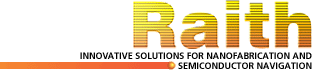 Raith
INNOVATIVE SOLUTIONS FOR NANOFABRICATION AND
SEMICONDUCTOR NAVIGATION